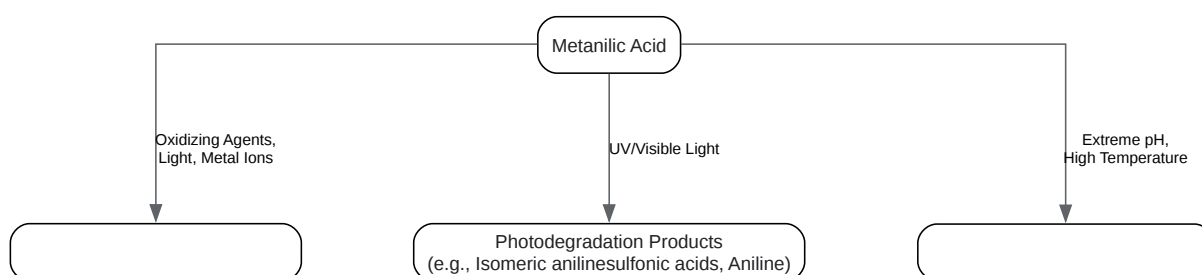 Metanilic Acid
Oxidizing Agents,
Light, Metal Ions
UV/Visible Light
Extreme pH,
High Temperature
Photodegradation Products
(e.g., Isomeric anilinesulfonic acids, Aniline)